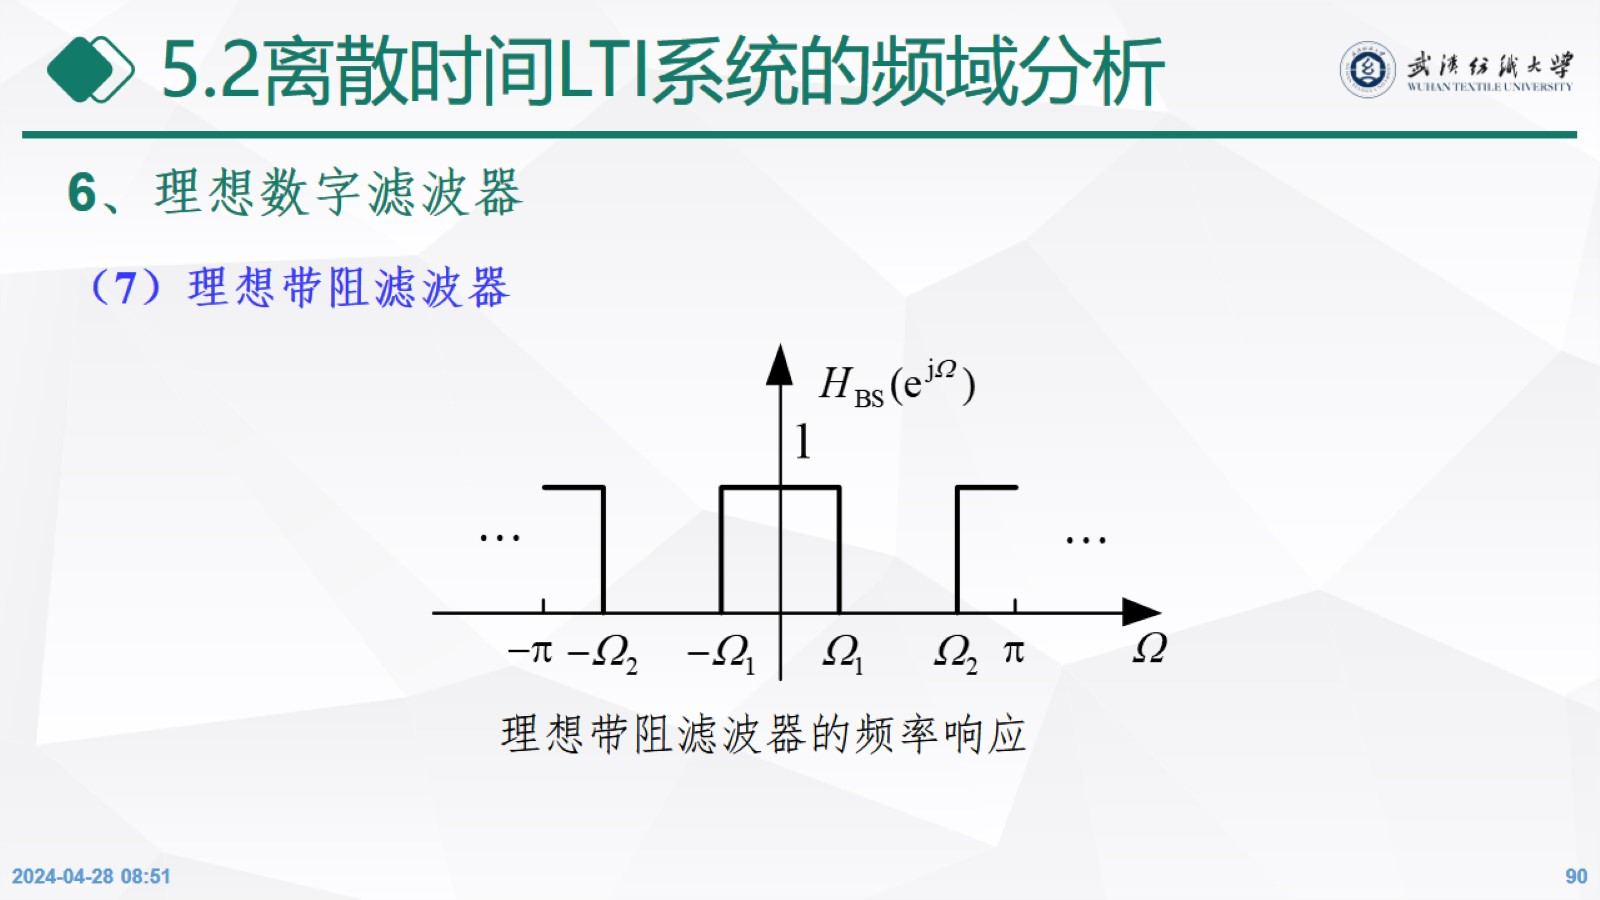 5.2离散时间LTI系统的频域分析
武汉纺织大学
WUHAN TEXTILE UNIVERSITY
6、理想数字滤波器
（7）理想带阻滤波器
H_BS(e^jΩ)
1
… …
−π −Ω₂ −Ω₁ Ω₁ Ω₂ π Ω
理想带阻滤波器的频率响应
2024-04-28 08:51
90